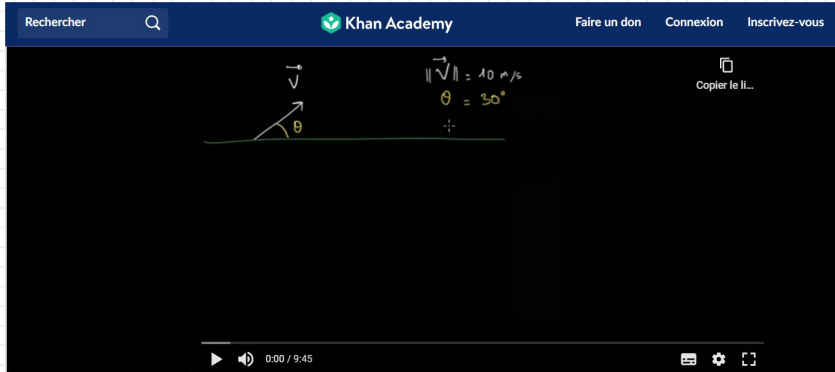 Rechercher
Khan Academy
Faire un don
Connexion
Inscrivez-vous
V
||V|| = 10 m/s
θ = 30°
θ
Copier le li...
0:00 / 9:45